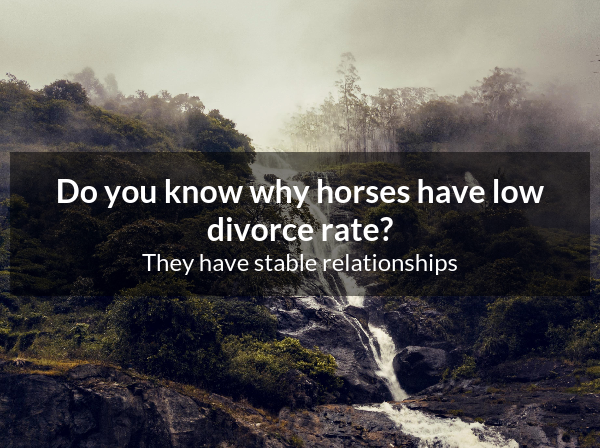 Do you know why horses have low
divorce rate?
They have stable relationships